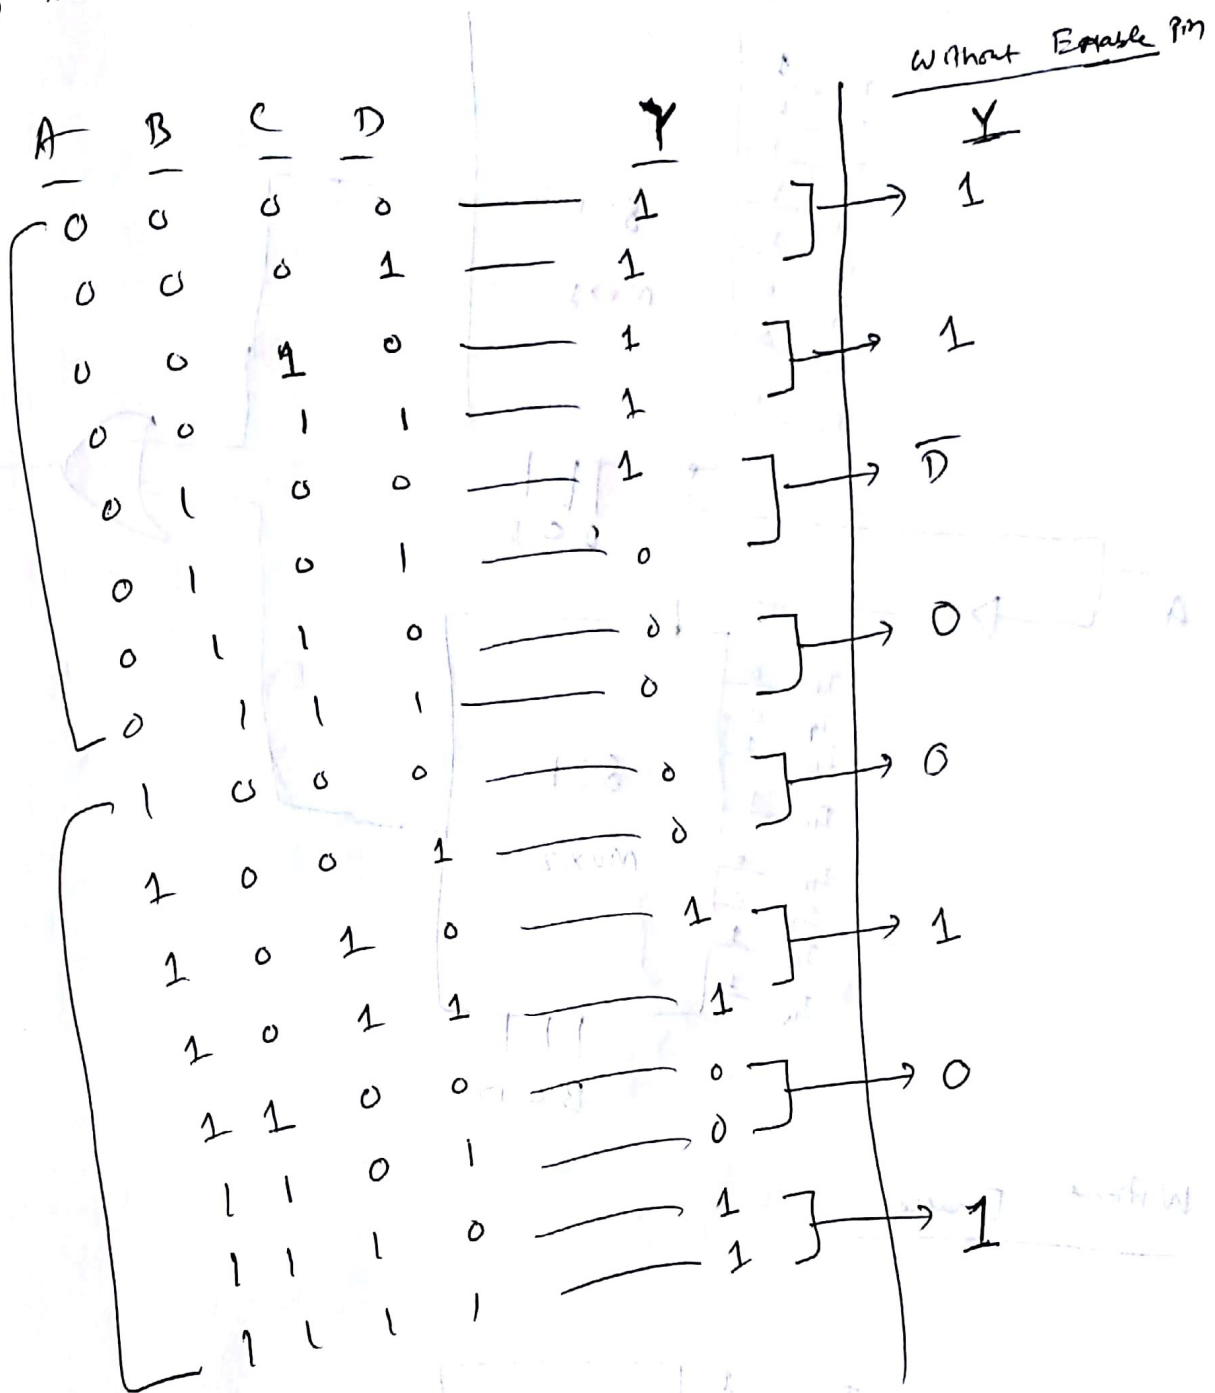 Without Enable Pin
A B C D Y Y
0 0 0 0 — 1 → 1
0 0 0 1 — 1
0 0 1 0 — 1 → 1
0 0 1 1 — 1
0 1 0 0 — 1 → D̅
0 1 0 1 — 0
0 1 1 0 — 0 → 0
0 1 1 1 — 0
1 0 0 0 — 0 → 0
1 0 0 1 — 0
1 0 1 0 — 1 → 1
1 0 1 1 — 1
1 1 0 0 — 0 → 0
1 1 0 1 — 0
1 1 1 0 — 1 → 1
1 1 1 1 — 1